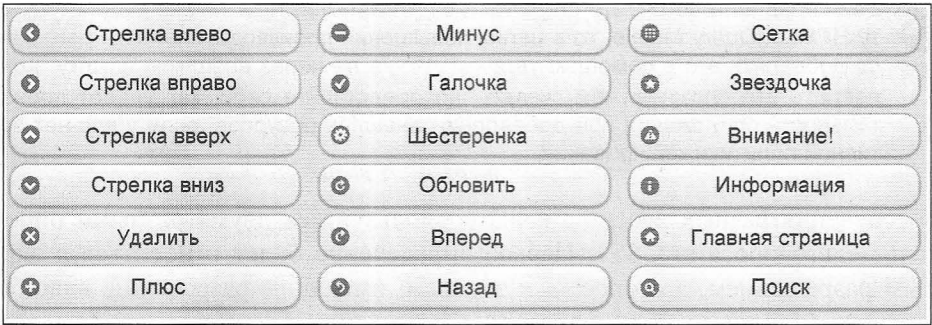 Стрелка влево Минус Сетка
Стрелка вправо Галочка Звездочка
Стрелка вверх Шестеренка Внимание!
Стрелка вниз Обновить Информация
Удалить Вперед Главная страница
Плюс Назад Поиск